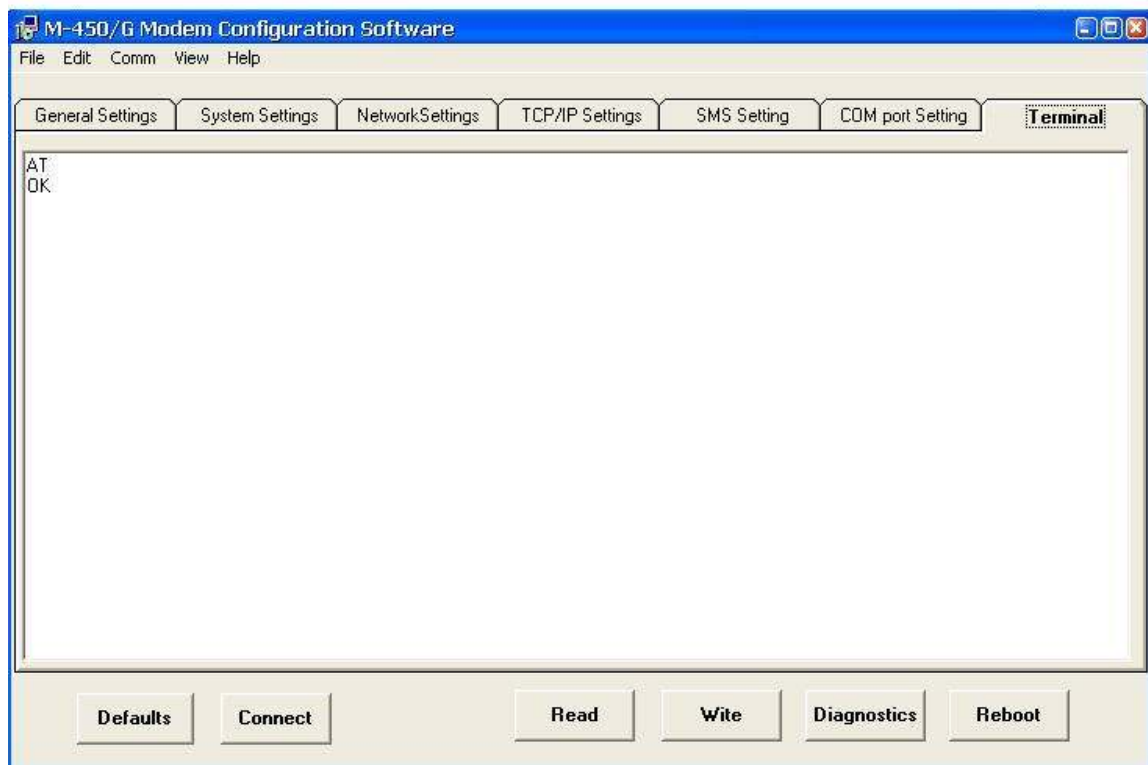 M-450/G Modem Configuration Software
File Edit Comm View Help
General Settings System Settings NetworkSettings TCP/IP Settings SMS Setting COM port Setting Terminal
AT
OK
Defaults Connect Read Wite Diagnostics Reboot